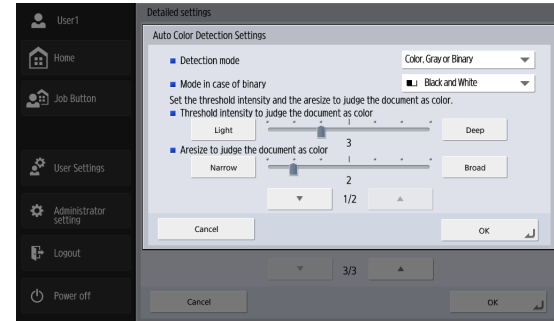 User1
Home
Job Button
User Settings
Administrator
setting
Logout
Power off
Detailed settings
Auto Color Detection Settings
Detection mode
Color, Gray or Binary
Mode in case of binary
Black and White
Set the threshold intensity and the aresize to judge the document as color.
Threshold intensity to judge the document as color
Light
3
Deep
Aresize to judge the document as color
Narrow
2
Broad
1/2
Cancel
OK
3/3
Cancel
OK